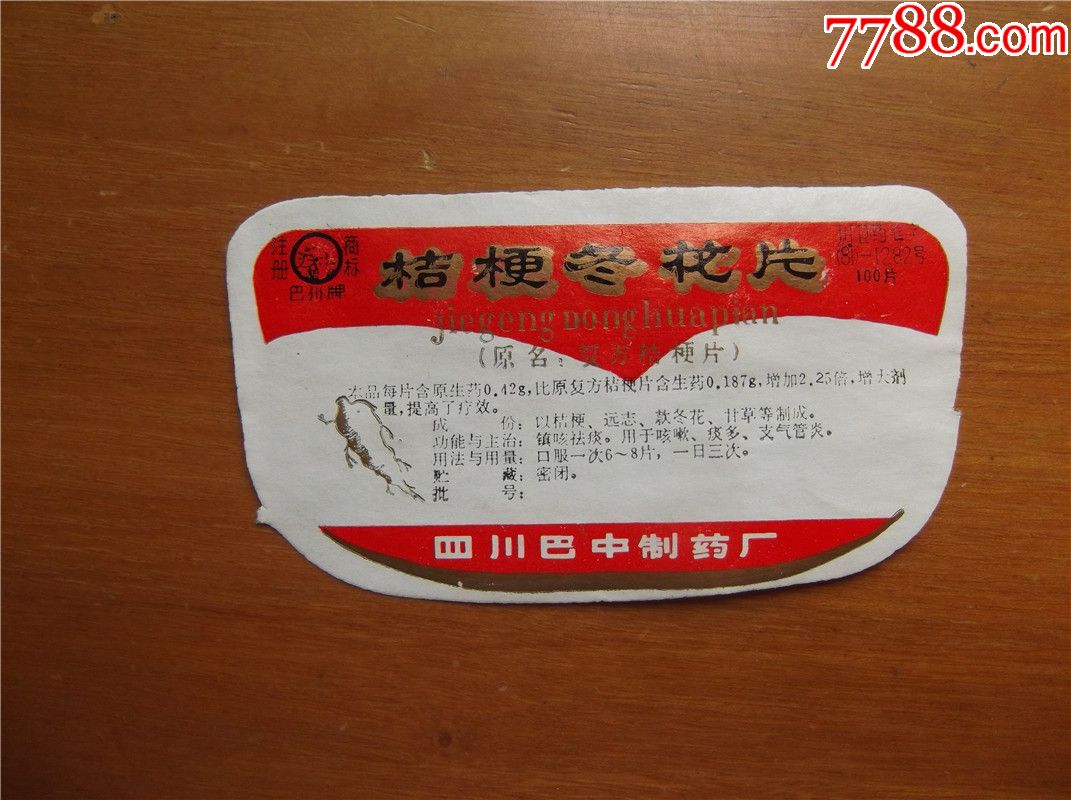 7788.com
注册 商标
巴州牌
桔梗冬花片
(81)-1282号
100片
jiegeng Donghuapian
(原名:复方桔梗片)
本品每片含原生药0.42g,比原复方桔梗片含生药0.187g,增加2.25倍,增大剂
量,提高了疗效。
成 份:以桔梗、远志、款冬花、甘草等制成。
功能与主治:镇咳祛痰。用于咳嗽、痰多、支气管炎。
用法与用量:口服一次6~8片,一日三次。
贮 藏:密闭。
批 号:
四川巴中制药厂